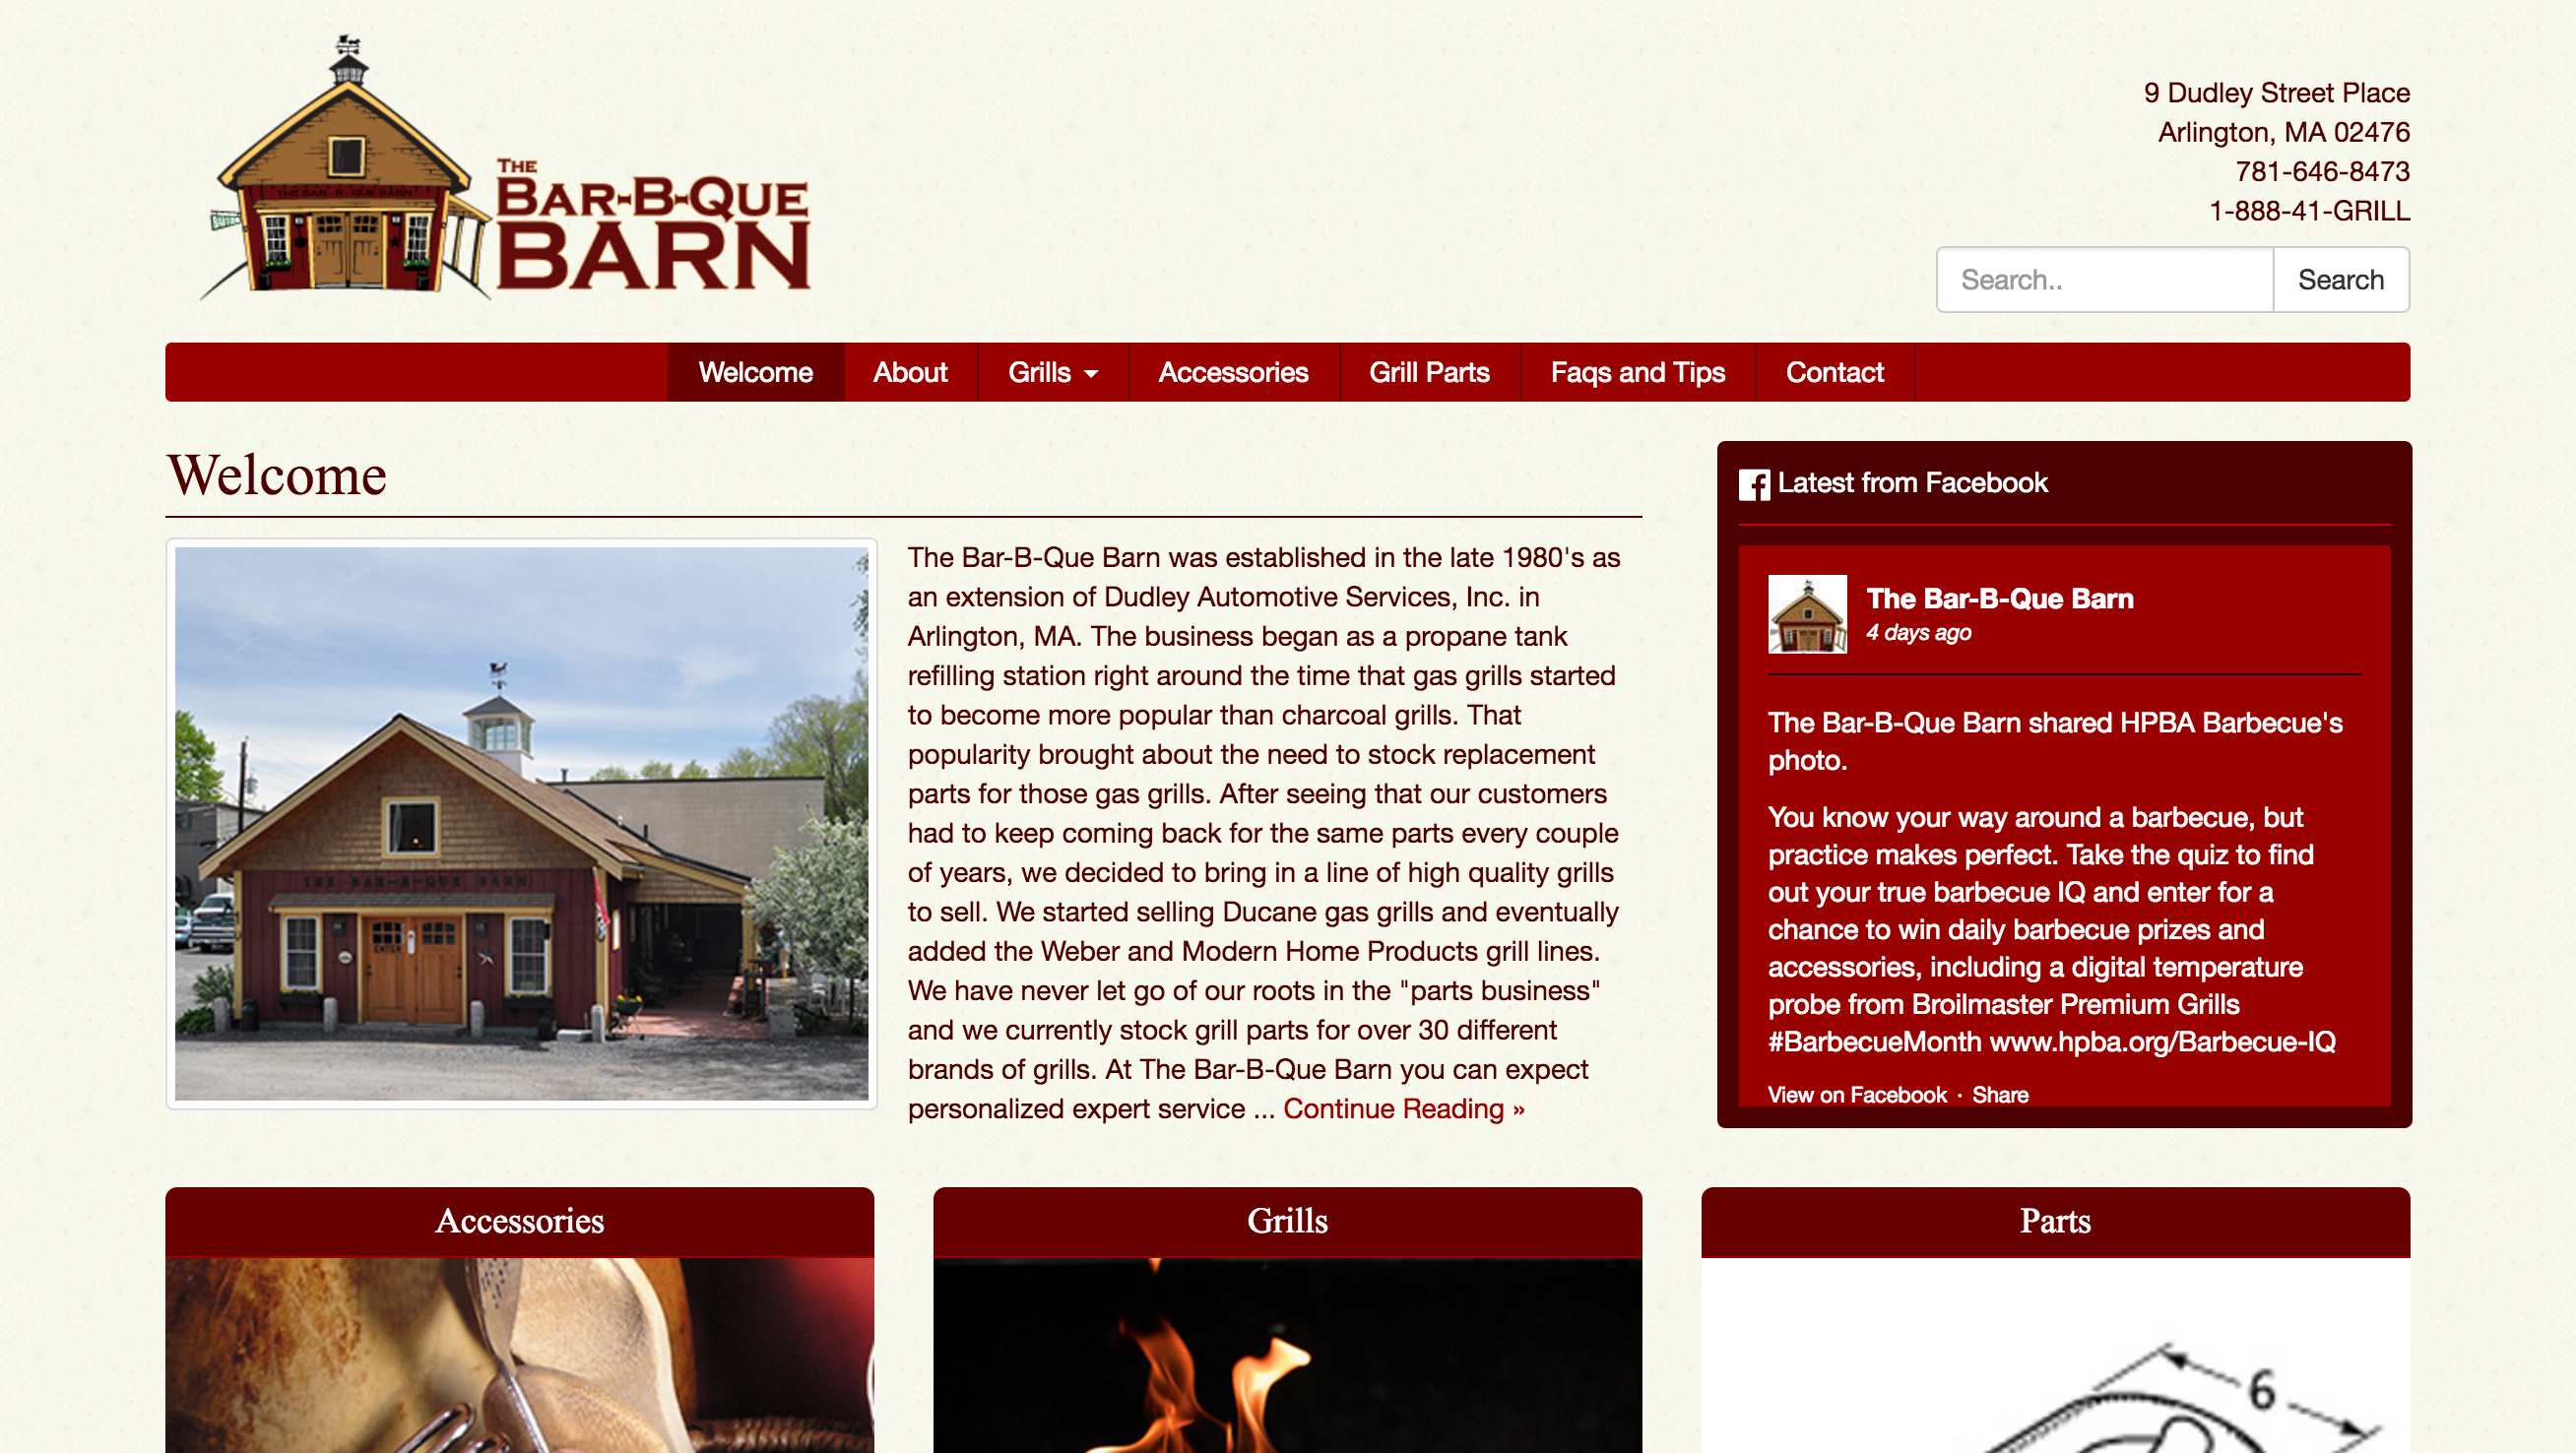 THE
BAR-B-QUE
BARN
THE BAR-B-QUE BARN
9 Dudley Street Place
Arlington, MA 02476
781-646-8473
1-888-41-GRILL
Search..
Search
Welcome
About
Grills
Accessories
Grill Parts
Faqs and Tips
Contact
Welcome
THE BAR-B-QUE BARN
ENTER
The Bar-B-Que Barn was established in the late 1980's as
an extension of Dudley Automotive Services, Inc. in
Arlington, MA. The business began as a propane tank
refilling station right around the time that gas grills started
to become more popular than charcoal grills. That
popularity brought about the need to stock replacement
parts for those gas grills. After seeing that our customers
had to keep coming back for the same parts every couple
of years, we decided to bring in a line of high quality grills
to sell. We started selling Ducane gas grills and eventually
added the Weber and Modern Home Products grill lines.
We have never let go of our roots in the "parts business"
and we currently stock grill parts for over 30 different
brands of grills. At The Bar-B-Que Barn you can expect
personalized expert service ... Continue Reading »
Latest from Facebook
The Bar-B-Que Barn
4 days ago
The Bar-B-Que Barn shared HPBA Barbecue's
photo.
You know your way around a barbecue, but
practice makes perfect. Take the quiz to find
out your true barbecue IQ and enter for a
chance to win daily barbecue prizes and
accessories, including a digital temperature
probe from Broilmaster Premium Grills
#BarbecueMonth www.hpba.org/Barbecue-IQ
View on Facebook · Share
Accessories
Grills
Parts
6